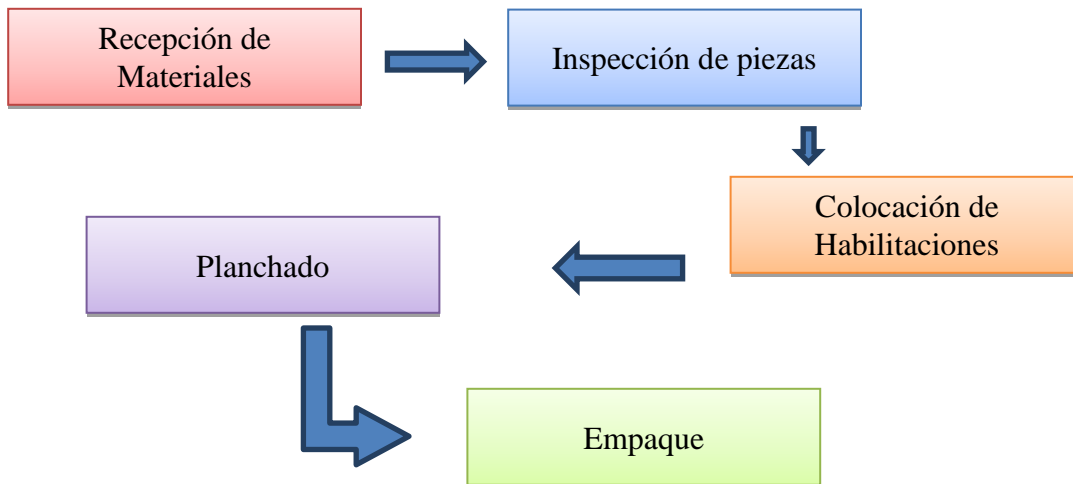 Recepción de
Materiales
Inspección de piezas
Colocación de
Habilitaciones
Planchado
Empaque